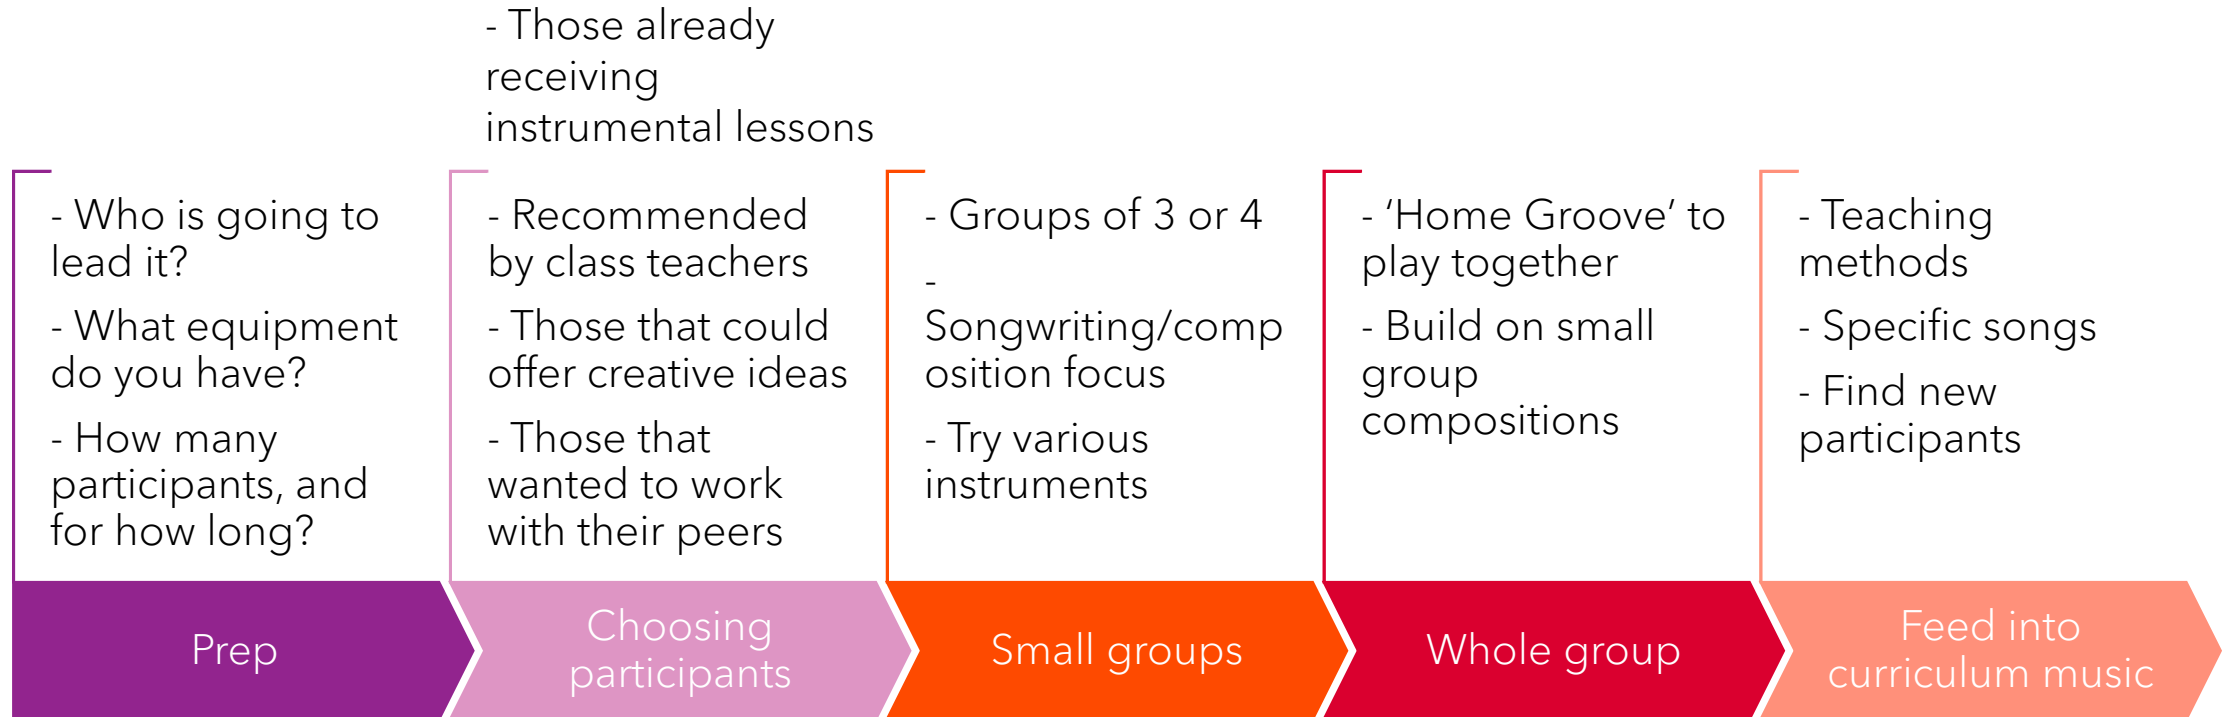 - Who is going to
lead it?
- What equipment
do you have?
- How many
participants, and
for how long?
Prep
- Those already
receiving
instrumental lessons
- Recommended
by class teachers
- Those that could
offer creative ideas
- Those that
wanted to work
with their peers
Choosing
participants
- Groups of 3 or 4
-
Songwriting/comp
osition focus
- Try various
instruments
Small groups
- ‘Home Groove’ to
play together
- Build on small
group
compositions
Whole group
- Teaching
methods
- Specific songs
- Find new
participants
Feed into
curriculum music